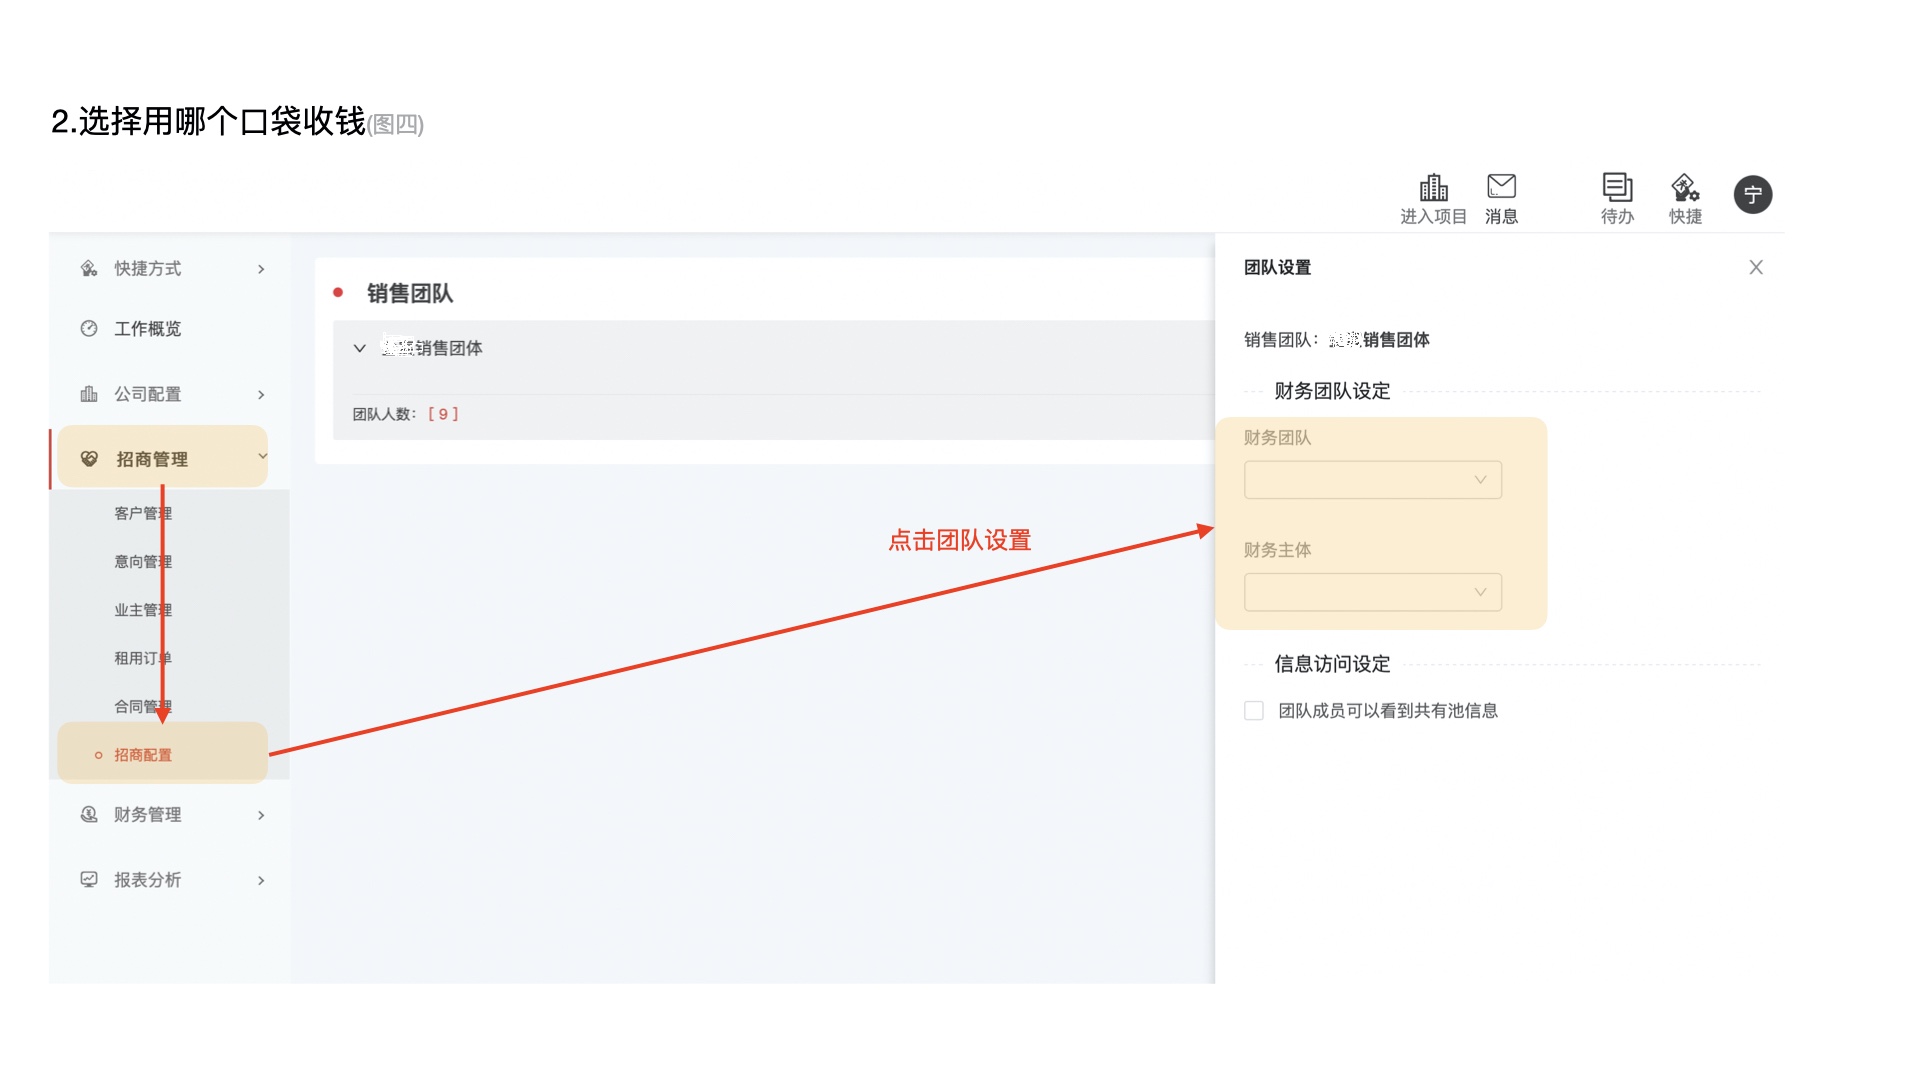 2.选择用哪个口袋收钱(图四)
进入项目
消息
待办
快捷
宁
快捷方式
工作概览
公司配置
招商管理
客户管理
意向管理
业主管理
租用订单
合同管理
招商配置
财务管理
报表分析
销售团队
销售团体
团队人数：[ 9 ]
点击团队设置
团队设置
销售团队：销售团体
财务团队设定
财务团队
财务主体
信息访问设定
团队成员可以看到共有池信息